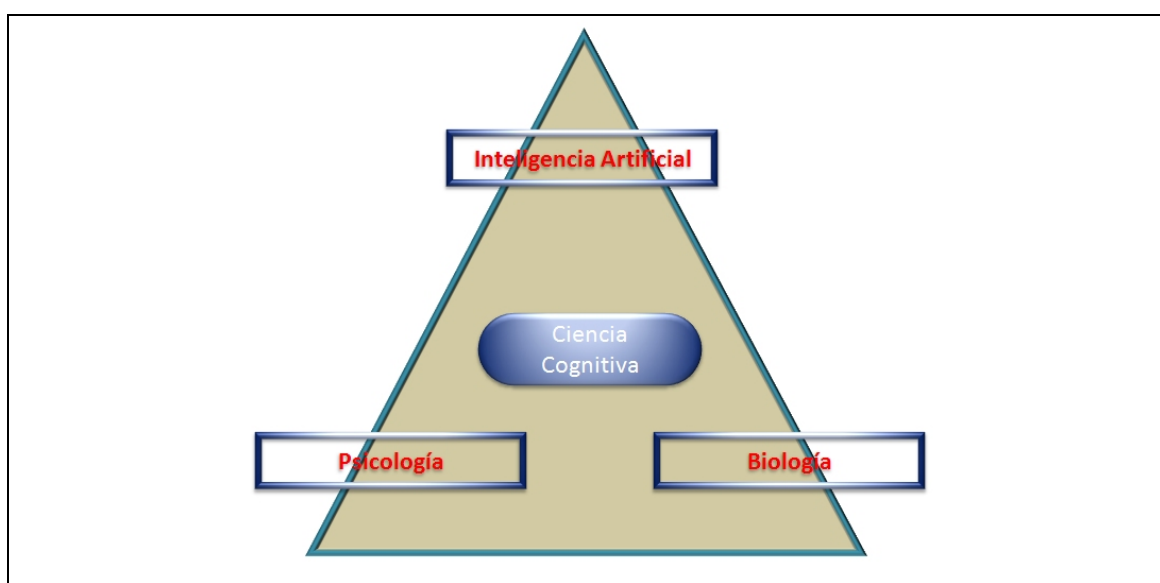 Inteligencia Artificial
Ciencia
Cognitiva
Psicología
Biología